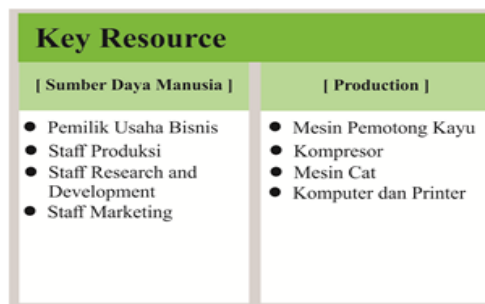 Key Resource
[ Sumber Daya Manusia ]
● Pemilik Usaha Bisnis
● Staff Produksi
● Staff Research and
Development
● Staff Marketing
[ Production ]
● Mesin Pemotong Kayu
● Kompresor
● Mesin Cat
● Komputer dan Printer